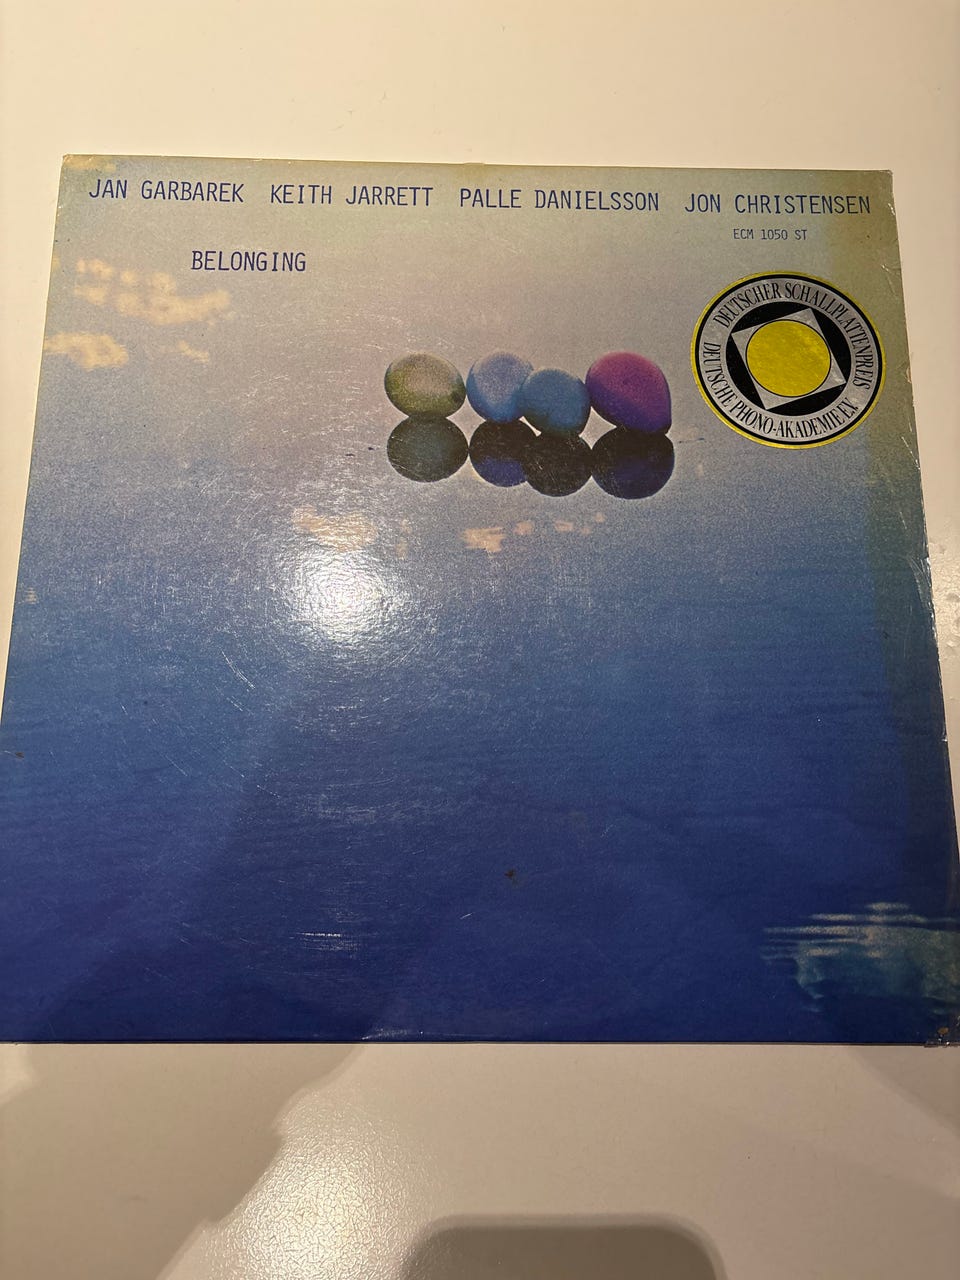 JAN GARBAREK KEITH JARRETT PALLE DANIELSSON JON CHRISTENSEN
ECM 1050 ST
BELONGING
DEUTSCHER SCHALLPLATTENPREIS
DEUTSCHE PHONO-AKADEMIE E.V.